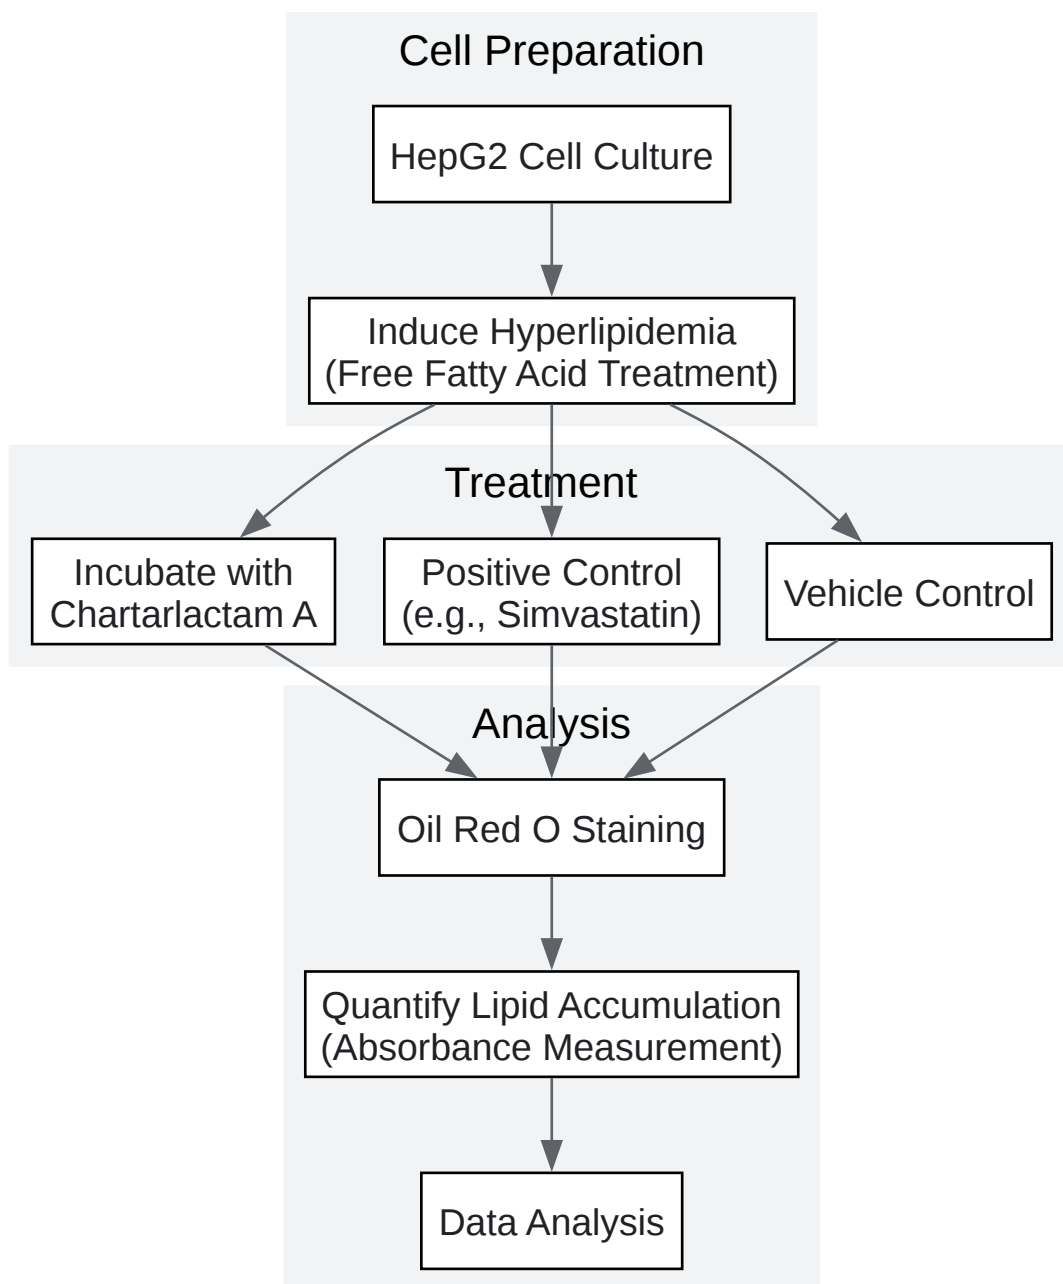 Cell Preparation
HepG2 Cell Culture
Induce Hyperlipidemia
(Free Fatty Acid Treatment)
Treatment
Incubate with
Chartarlactam A
Positive Control
(e.g., Simvastatin)
Vehicle Control
Analysis
Oil Red O Staining
Quantify Lipid Accumulation
(Absorbance Measurement)
Data Analysis